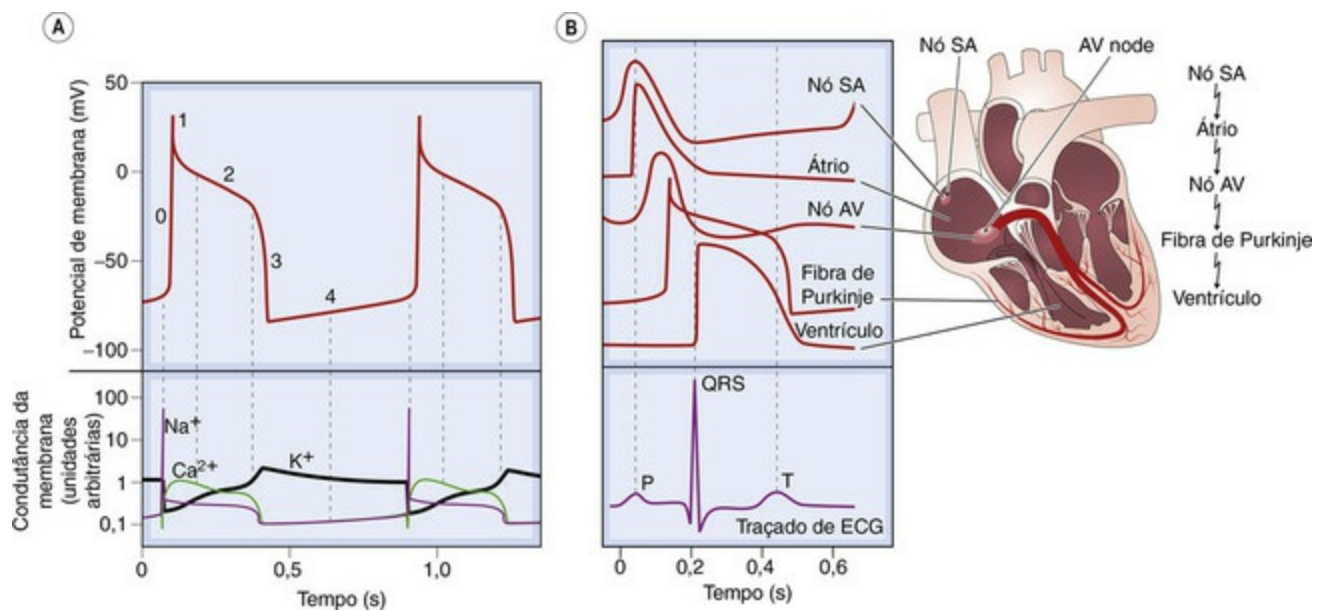 A
Potencial de membrana (mV)
50
0
−50
−100
0
1
2
3
4
Condutância da
membrana
(unidades
arbitrárias)
100
10
1
0,1
Na+
Ca2+
K+
0
0,5
1,0
Tempo (s)
B
Nó SA
Átrio
Nó AV
Fibra de
Purkinje
Ventrículo
QRS
P
T
Traçado de ECG
0
0,2
0,4
0,6
Tempo (s)
Nó SA
AV node
Nó SA
Átrio
Nó AV
Fibra de Purkinje
Ventrículo